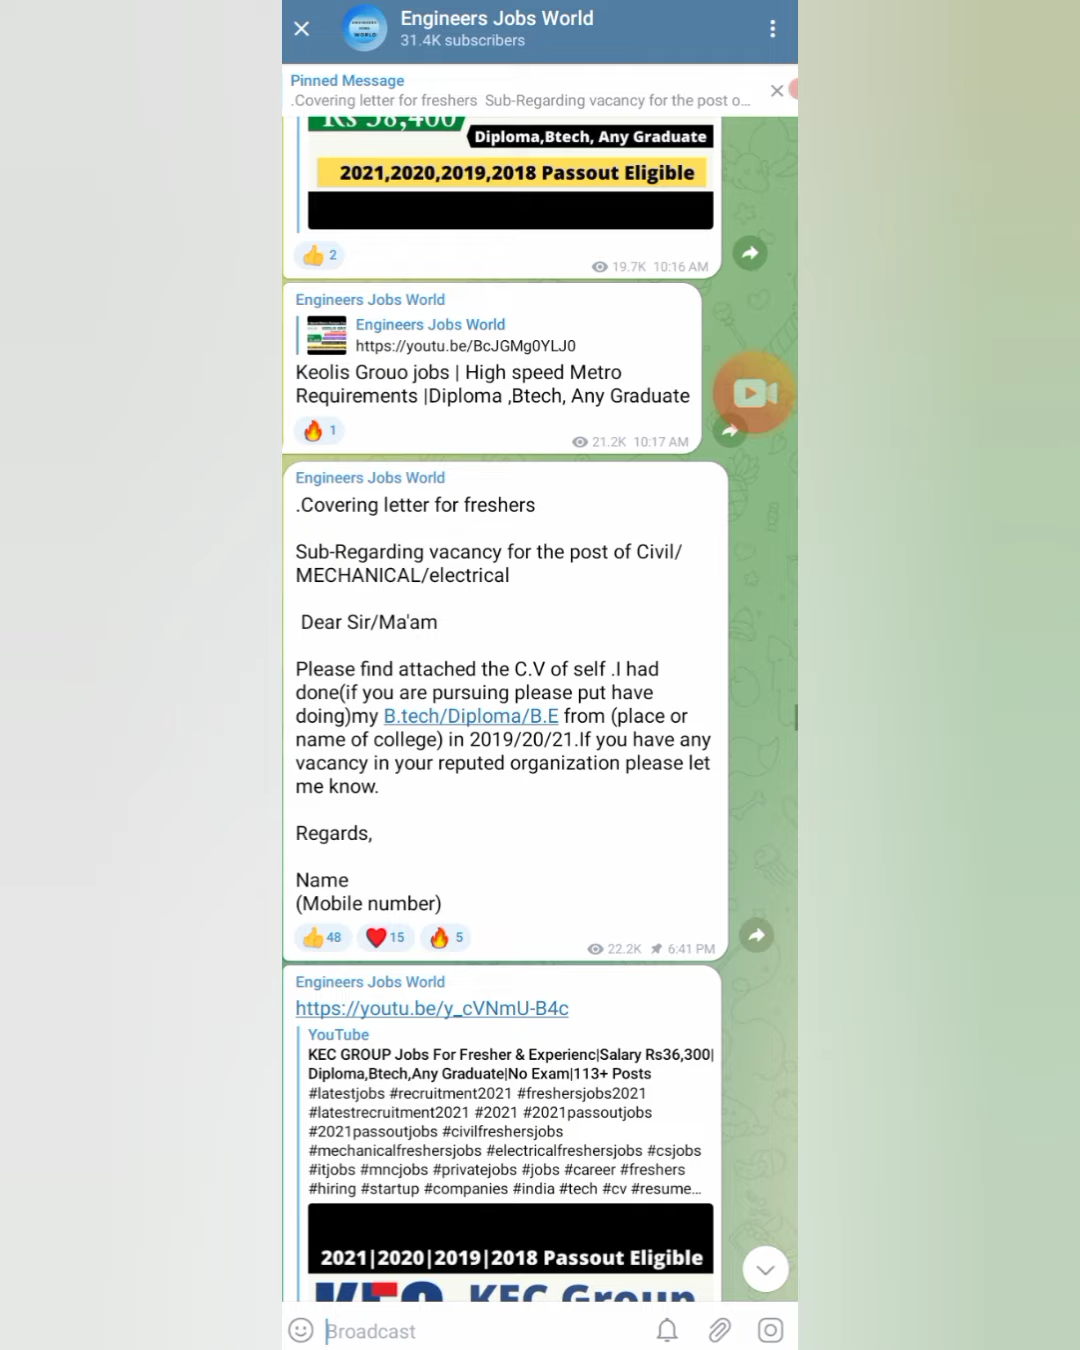 Engineers Jobs World
31.4K subscribers
Pinned Message
.Covering letter for freshers Sub-Regarding vacancy for the post o...
Rs 38,400
Diploma,Btech, Any Graduate
2021,2020,2019,2018 Passout Eligible
2
19.7K 10:16 AM
Engineers Jobs World
Engineers Jobs World
https://youtu.be/BcJGMg0YLJ0
Keolis Grouo jobs | High speed Metro
Requirements |Diploma ,Btech, Any Graduate
1
21.2K 10:17 AM
Engineers Jobs World
.Covering letter for freshers
Sub-Regarding vacancy for the post of Civil/
MECHANICAL/electrical
Dear Sir/Ma'am
Please find attached the C.V of self .I had
done(if you are pursuing please put have
doing)my B.tech/Diploma/B.E from (place or
name of college) in 2019/20/21.If you have any
vacancy in your reputed organization please let
me know.
Regards,
Name
(Mobile number)
48 15 5
22.2K 6:41 PM
Engineers Jobs World
https://youtu.be/y_cVNmU-B4c
YouTube
KEC GROUP Jobs For Fresher & Experienc|Salary Rs36,300|
Diploma,Btech,Any Graduate|No Exam|113+ Posts
#latestjobs #recruitment2021 #freshersjobs2021
#latestrecruitment2021 #2021 #2021passoutjobs
#2021passoutjobs #civilfreshersjobs
#mechanicalfreshersjobs #electricalfreshersjobs #csjobs
#itjobs #mncjobs #privatejobs #jobs #career #freshers
#hiring #startup #companies #india #tech #cv #resume...
2021|2020|2019|2018 Passout Eligible
KEC KEC Group
Broadcast